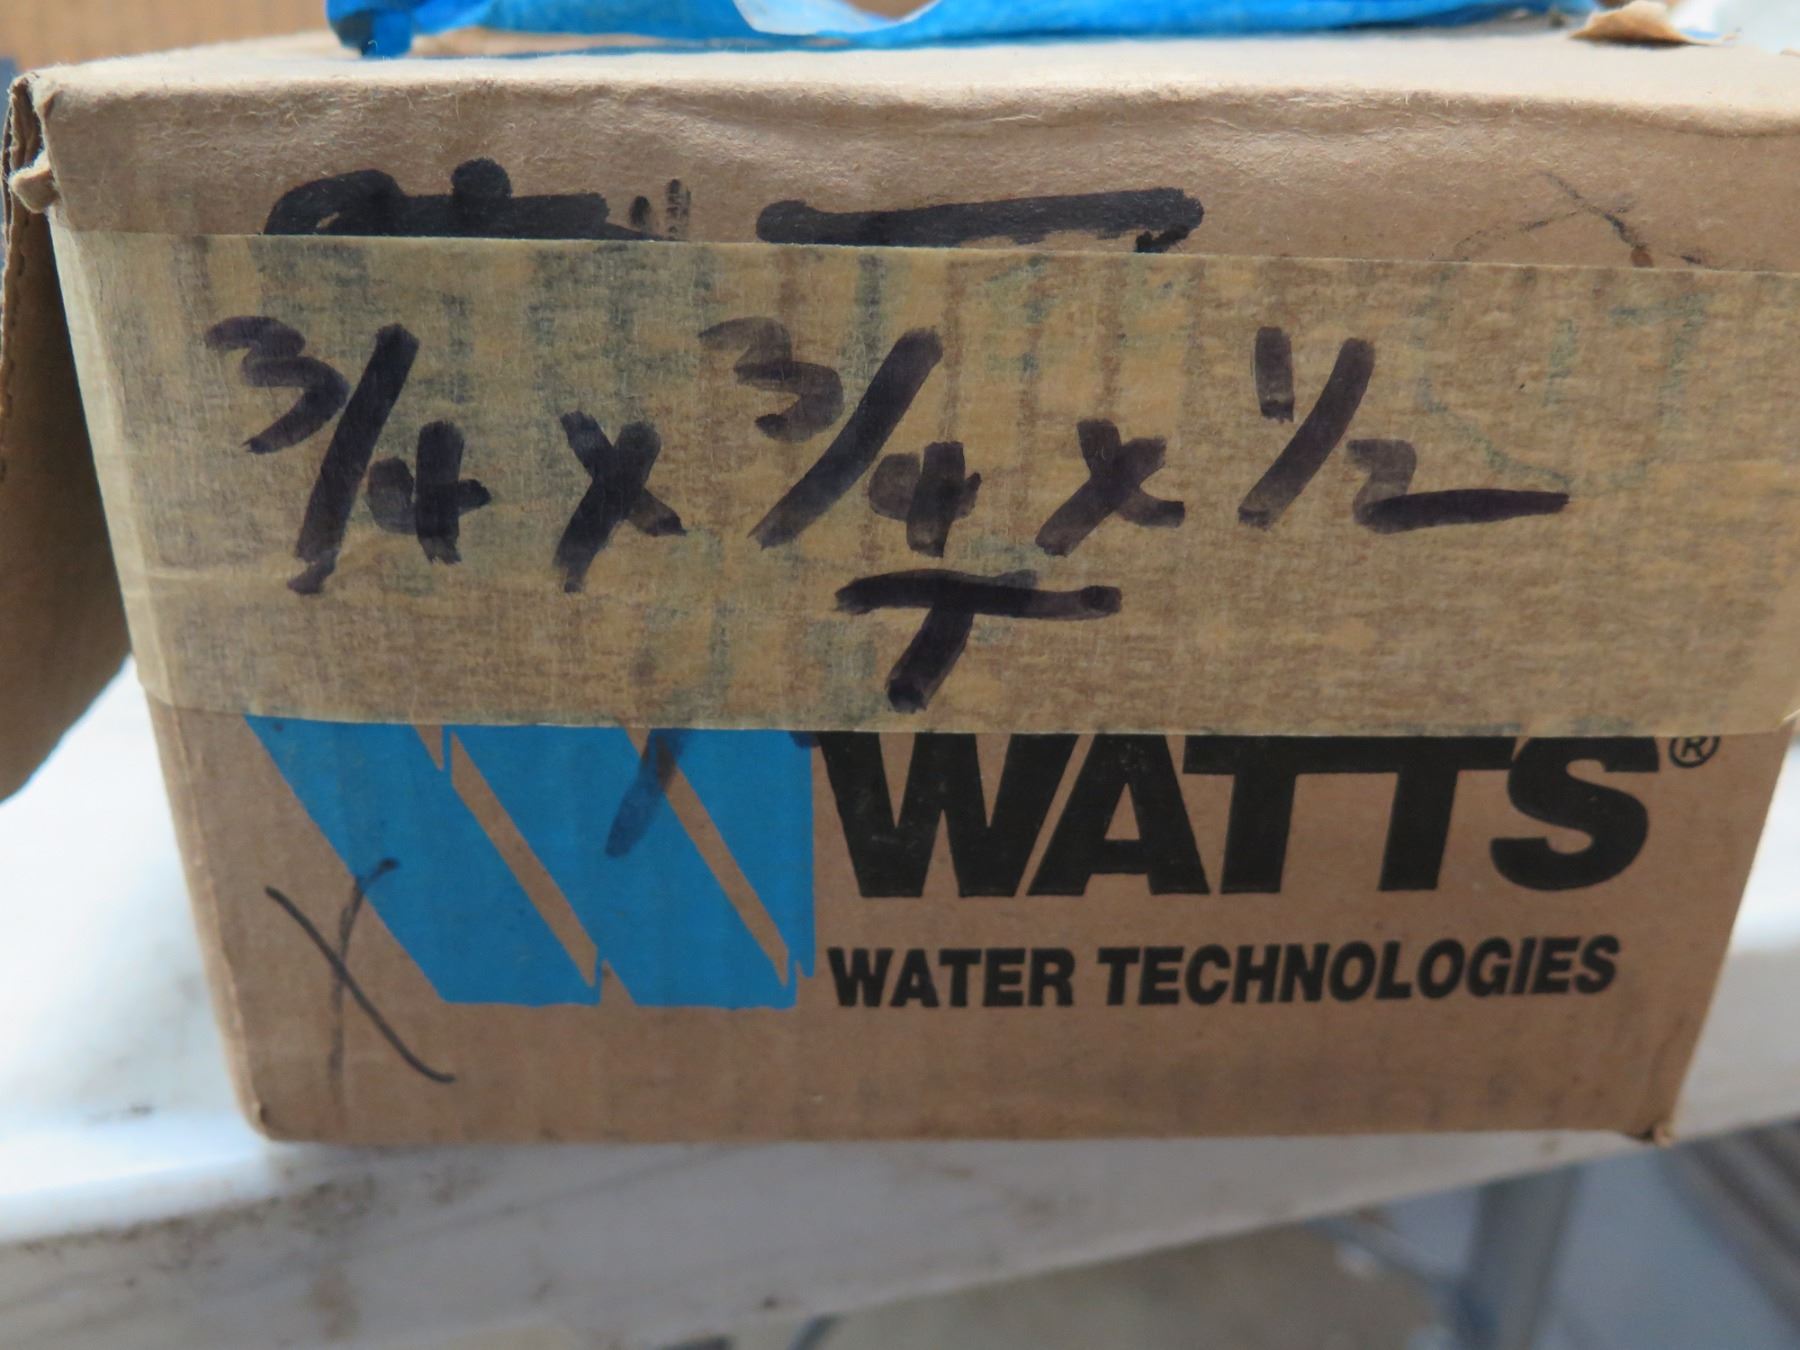 3/4 x 3/4 x 1/2
T
WATTS®
WATER TECHNOLOGIES
X